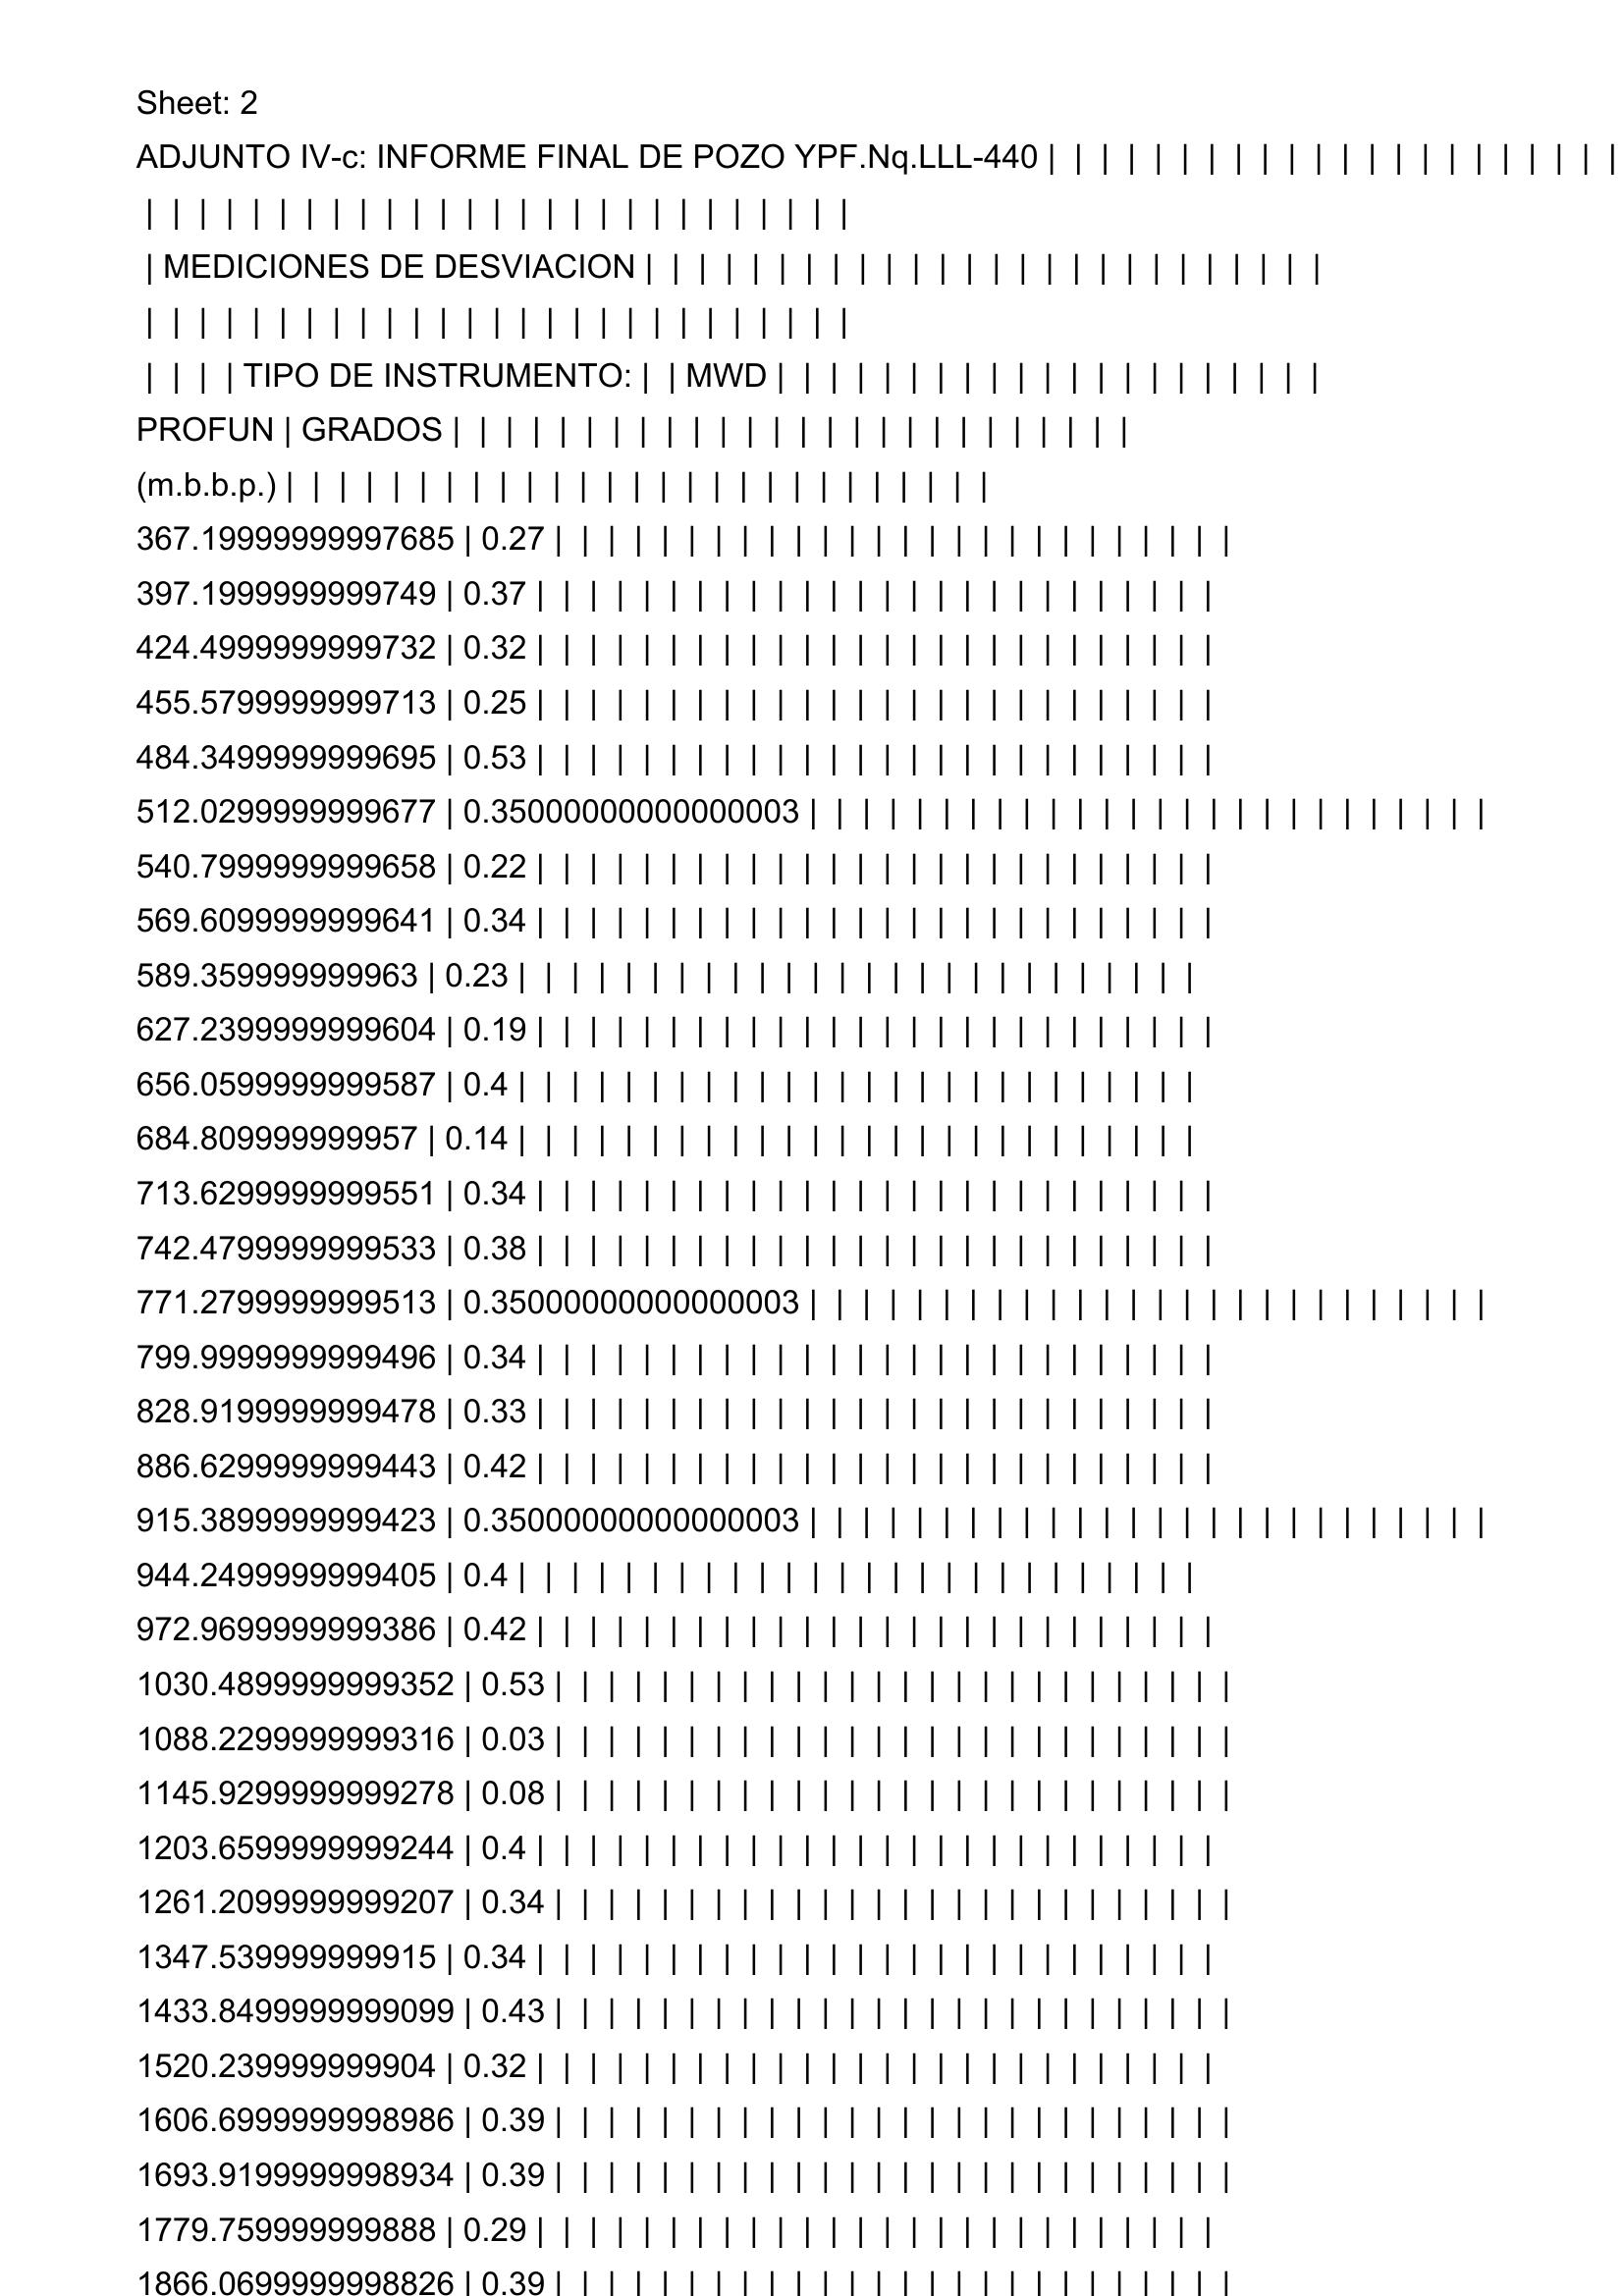 Sheet: 2
ADJUNTO IV-c: INFORME FINAL DE POZO YPF.Nq.LLL-440 | | | | | | | | | | | | | | | | | | | | | |
| | | | | | | | | | | | | | | | | | | | | | | | | | |
| MEDICIONES DE DESVIACION | | | | | | | | | | | | | | | | | | | | | | | | | |
| | | | | | | | | | | | | | | | | | | | | | | | | | |
| | | | TIPO DE INSTRUMENTO: | | MWD | | | | | | | | | | | | | | | | | | | | |
PROFUN | GRADOS | | | | | | | | | | | | | | | | | | | | | | | | | |
(m.b.b.p.) | | | | | | | | | | | | | | | | | | | | | | | | | | |
367.19999999997685 | 0.27 | | | | | | | | | | | | | | | | | | | | | | | | | |
397.1999999999749 | 0.37 | | | | | | | | | | | | | | | | | | | | | | | | | |
424.4999999999732 | 0.32 | | | | | | | | | | | | | | | | | | | | | | | | | |
455.5799999999713 | 0.25 | | | | | | | | | | | | | | | | | | | | | | | | | |
484.3499999999695 | 0.53 | | | | | | | | | | | | | | | | | | | | | | | | | |
512.0299999999677 | 0.35000000000000003 | | | | | | | | | | | | | | | | | | | | | | | | | |
540.7999999999658 | 0.22 | | | | | | | | | | | | | | | | | | | | | | | | | |
569.6099999999641 | 0.34 | | | | | | | | | | | | | | | | | | | | | | | | | |
589.359999999963 | 0.23 | | | | | | | | | | | | | | | | | | | | | | | | | |
627.2399999999604 | 0.19 | | | | | | | | | | | | | | | | | | | | | | | | | |
656.0599999999587 | 0.4 | | | | | | | | | | | | | | | | | | | | | | | | | |
684.809999999957 | 0.14 | | | | | | | | | | | | | | | | | | | | | | | | | |
713.6299999999551 | 0.34 | | | | | | | | | | | | | | | | | | | | | | | | | |
742.4799999999533 | 0.38 | | | | | | | | | | | | | | | | | | | | | | | | | |
771.2799999999513 | 0.35000000000000003 | | | | | | | | | | | | | | | | | | | | | | | | | |
799.9999999999496 | 0.34 | | | | | | | | | | | | | | | | | | | | | | | | | |
828.9199999999478 | 0.33 | | | | | | | | | | | | | | | | | | | | | | | | | |
886.6299999999443 | 0.42 | | | | | | | | | | | | | | | | | | | | | | | | | |
915.3899999999423 | 0.35000000000000003 | | | | | | | | | | | | | | | | | | | | | | | | | |
944.2499999999405 | 0.4 | | | | | | | | | | | | | | | | | | | | | | | | | |
972.9699999999386 | 0.42 | | | | | | | | | | | | | | | | | | | | | | | | | |
1030.4899999999352 | 0.53 | | | | | | | | | | | | | | | | | | | | | | | | | |
1088.2299999999316 | 0.03 | | | | | | | | | | | | | | | | | | | | | | | | | |
1145.9299999999278 | 0.08 | | | | | | | | | | | | | | | | | | | | | | | | | |
1203.6599999999244 | 0.4 | | | | | | | | | | | | | | | | | | | | | | | | | |
1261.2099999999207 | 0.34 | | | | | | | | | | | | | | | | | | | | | | | | | |
1347.539999999915 | 0.34 | | | | | | | | | | | | | | | | | | | | | | | | | |
1433.8499999999099 | 0.43 | | | | | | | | | | | | | | | | | | | | | | | | | |
1520.239999999904 | 0.32 | | | | | | | | | | | | | | | | | | | | | | | | | |
1606.6999999998986 | 0.39 | | | | | | | | | | | | | | | | | | | | | | | | | |
1693.9199999998934 | 0.39 | | | | | | | | | | | | | | | | | | | | | | | | | |
1779.759999999888 | 0.29 | | | | | | | | | | | | | | | | | | | | | | | | | |
1866.0699999998826 | 0.39 | | | | | | | | | | | | | | | | | | | | | | | | | |